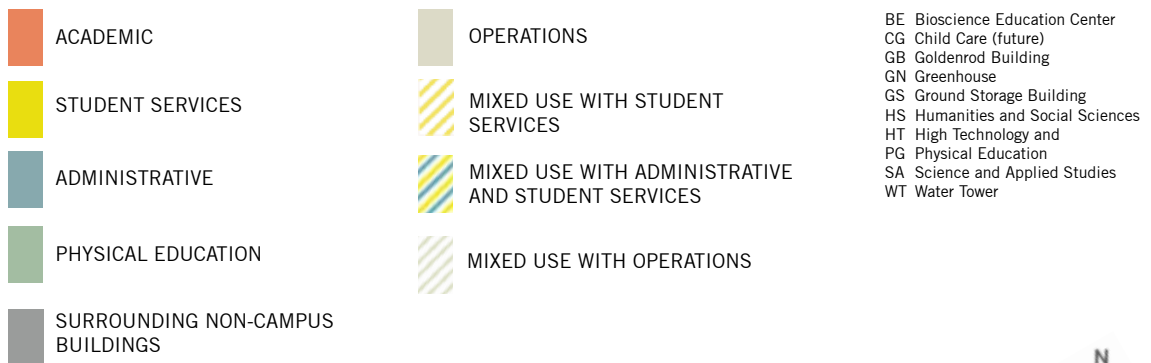 ACADEMIC
STUDENT SERVICES
ADMINISTRATIVE
PHYSICAL EDUCATION
SURROUNDING NON-CAMPUS
BUILDINGS
OPERATIONS
MIXED USE WITH STUDENT
SERVICES
MIXED USE WITH ADMINISTRATIVE
AND STUDENT SERVICES
MIXED USE WITH OPERATIONS
BE Bioscience Education Center
CG Child Care (future)
GB Goldenrod Building
GN Greenhouse
GS Ground Storage Building
HS Humanities and Social Sciences
HT High Technology and
PG Physical Education
SA Science and Applied Studies
WT Water Tower
N